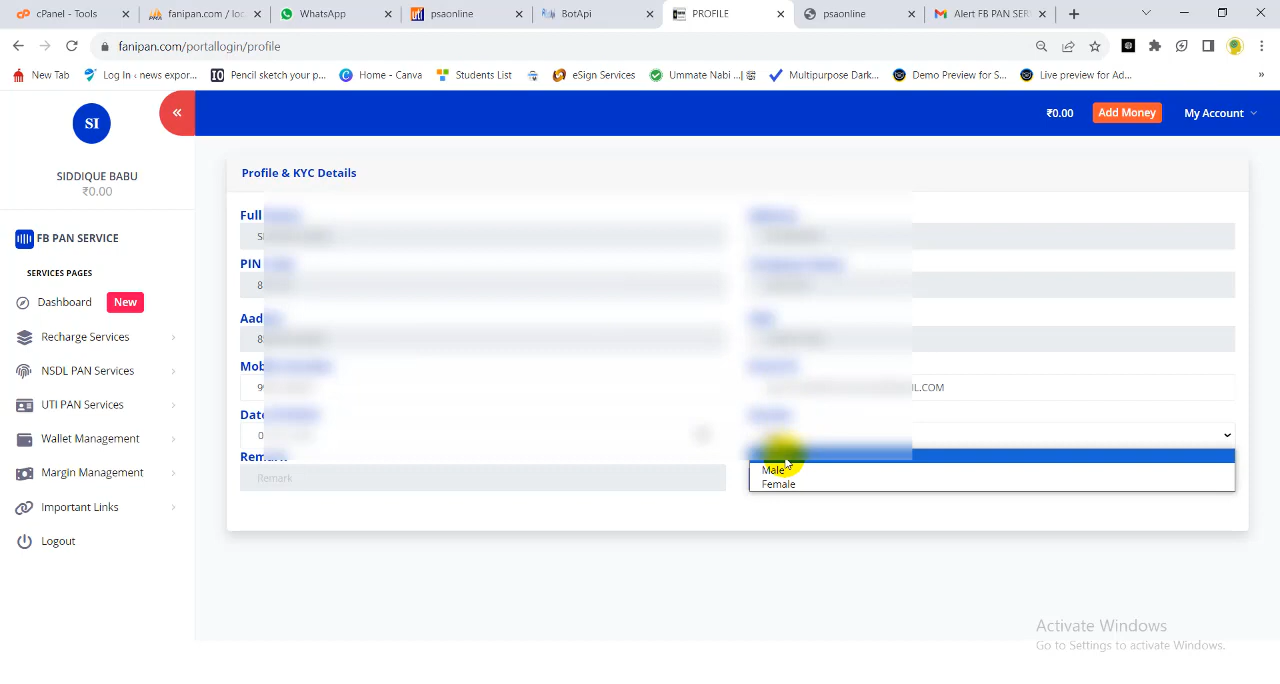 cPanel - Tools
fanipan.com / loc
WhatsApp
psaonline
BotApi
PROFILE
psaonline
Alert FB PAN SER
fanipan.com/portallogin/profile
New Tab
Log In ‹ news expor...
Pencil sketch your p...
Home - Canva
Students List
eSign Services
Ummate Nabi ...|
Multipurpose Dark...
Demo Preview for S...
Live preview for Ad...
»
SI
«
₹0.00
Add Money
My Account
SIDDIQUE BABU
₹0.00
FB PAN SERVICE
SERVICES PAGES
Dashboard New
Recharge Services
NSDL PAN Services
UTI PAN Services
Wallet Management
Margin Management
Important Links
Logout
Profile & KYC Details
Full
PIN
8
Aad
8
Mob
9
L.COM
Date
0
Remark
Remark
Male
Female
Activate Windows
Go to Settings to activate Windows.